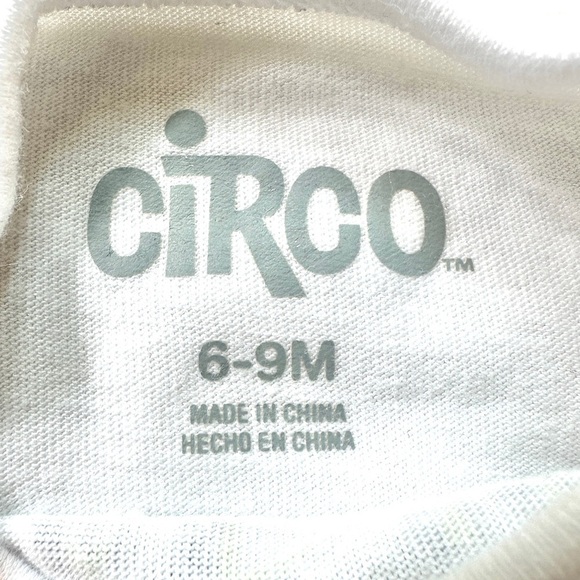 CiRCO™
6-9M
MADE IN CHINA
HECHO EN CHINA